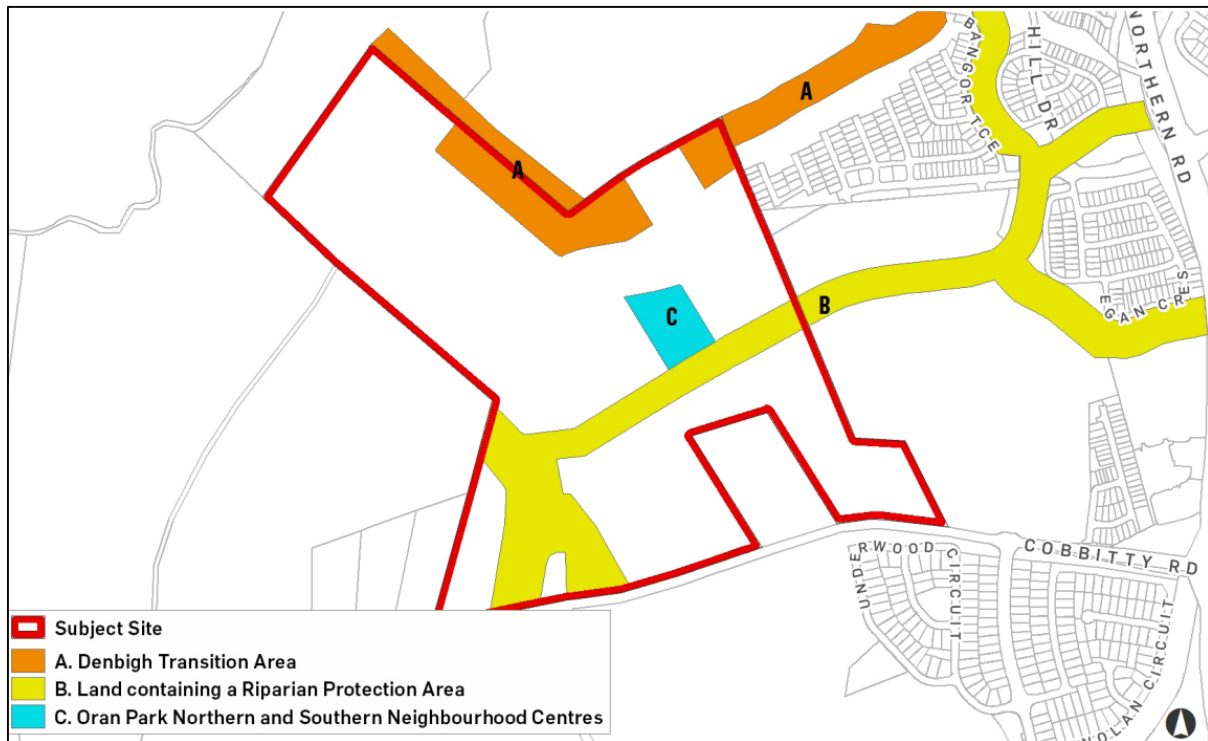 BANGOR TCE
HILL DR
NORTHERN RD
A
A
B
C
EGAN CRES
COBBITTY RD
UNDERWOOD CIRCUIT
NOLAN CIRCUIT
Subject Site
A. Denbigh Transition Area
B. Land containing a Riparian Protection Area
C. Oran Park Northern and Southern Neighbourhood Centres